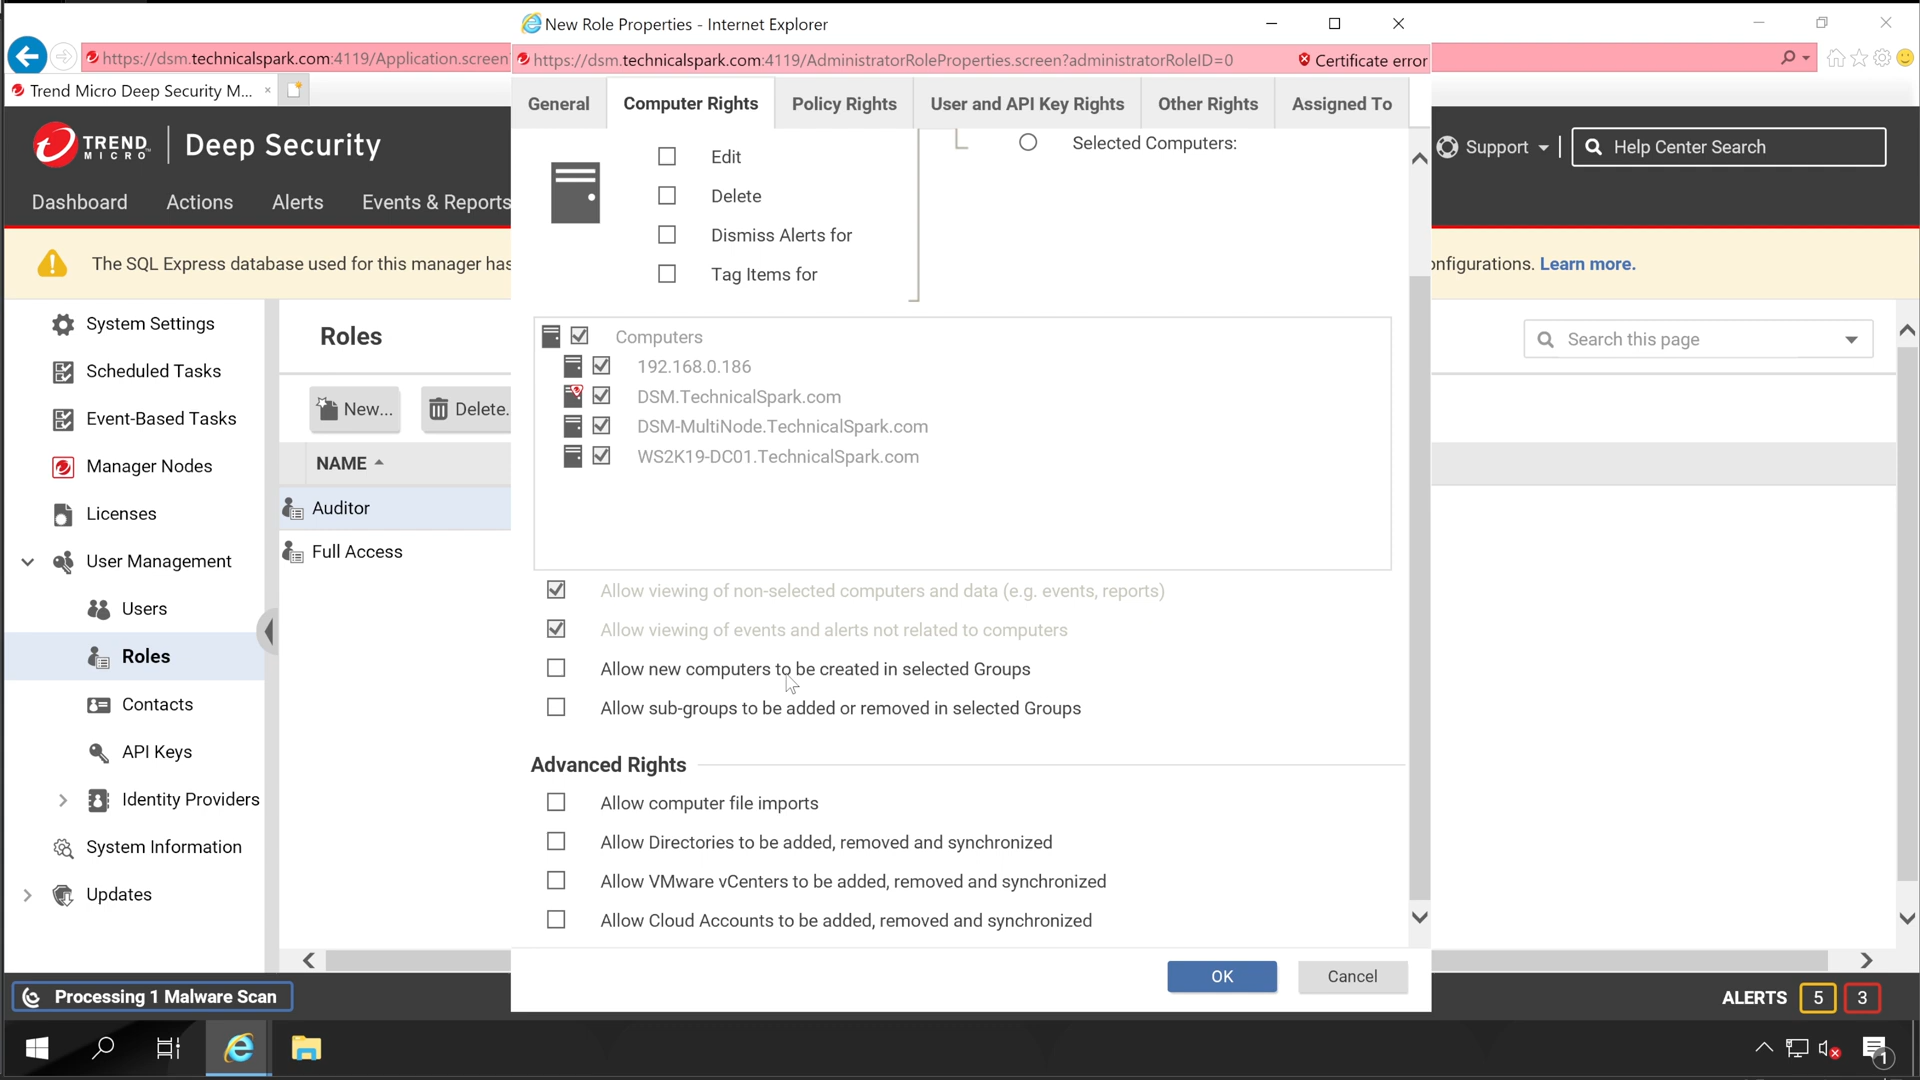 New Role Properties - Internet Explorer
https://dsm.technicalspark.com:4119/Application.screen
https://dsm.technicalspark.com:4119/AdministratorRoleProperties.screen?administratorRoleID=0
Certificate error
Trend Micro Deep Security M...
General
Computer Rights
Policy Rights
User and API Key Rights
Other Rights
Assigned To
TREND MICRO
Deep Security
Support
Help Center Search
Dashboard
Actions
Alerts
Events & Reports
The SQL Express database used for this manager has
onfigurations. Learn more.
Edit
Delete
Dismiss Alerts for
Tag Items for
Selected Computers:
System Settings
Scheduled Tasks
Event-Based Tasks
Manager Nodes
Licenses
User Management
Users
Roles
Contacts
API Keys
Identity Providers
System Information
Updates
Roles
Search this page
New...
Delete.
NAME
Auditor
Full Access
Computers
192.168.0.186
DSM.TechnicalSpark.com
DSM-MultiNode.TechnicalSpark.com
WS2K19-DC01.TechnicalSpark.com
Allow viewing of non-selected computers and data (e.g. events, reports)
Allow viewing of events and alerts not related to computers
Allow new computers to be created in selected Groups
Allow sub-groups to be added or removed in selected Groups
Advanced Rights
Allow computer file imports
Allow Directories to be added, removed and synchronized
Allow VMware vCenters to be added, removed and synchronized
Allow Cloud Accounts to be added, removed and synchronized
OK
Cancel
Processing 1 Malware Scan
ALERTS
5
3
1